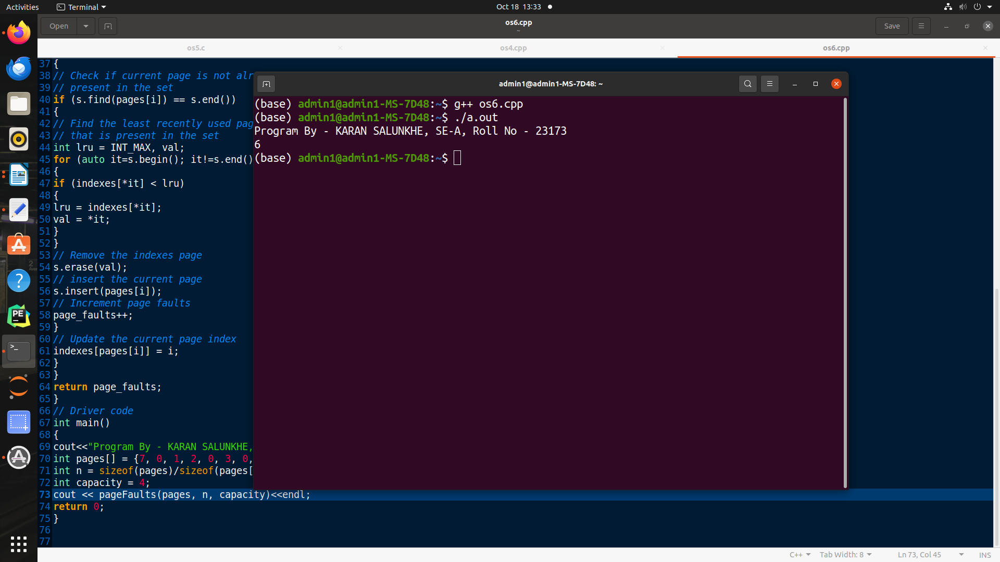 Activities
Terminal
Oct 18 13:33
Open
os6.cpp
~
Save
os5.c
os4.cpp
os6.cpp
37 {
38 // Check if current page is not alr
39 // present in the set
40 if (s.find(pages[i]) == s.end())
41 {
42 // Find the least recently used pag
43 // that is present in the set
44 int lru = INT_MAX, val;
45 for (auto it=s.begin(); it!=s.end()
46 {
47 if (indexes[*it] < lru)
48 {
49 lru = indexes[*it];
50 val = *it;
51 }
52 }
53 // Remove the indexes page
54 s.erase(val);
55 // insert the current page
56 s.insert(pages[i]);
57 // Increment page faults
58 page_faults++;
59 }
60 // Update the current page index
61 indexes[pages[i]] = i;
62 }
63 }
64 return page_faults;
65 }
66 // Driver code
67 int main()
68 {
69 cout<<"Program By - KARAN SALUNKHE,
70 int pages[] = {7, 0, 1, 2, 0, 3, 0,
71 int n = sizeof(pages)/sizeof(pages[
72 int capacity = 4;
73 cout << pageFaults(pages, n, capacity)<<endl;
74 return 0;
75 }
76
77
admin1@admin1-MS-7D48: ~
(base) admin1@admin1-MS-7D48:~$ g++ os6.cpp
(base) admin1@admin1-MS-7D48:~$ ./a.out
Program By - KARAN SALUNKHE, SE-A, Roll No - 23173
6
(base) admin1@admin1-MS-7D48:~$
PE
C++
Tab Width: 8
Ln 73, Col 45
INS